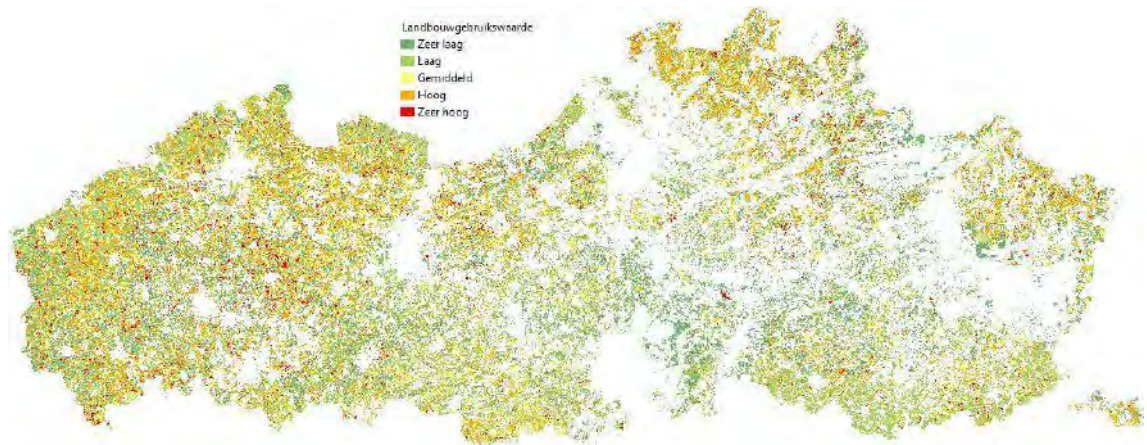 Landbouwgebruikswaarde
Zeer laag
Laag
Gemiddeld
Hoog
Zeer hoog